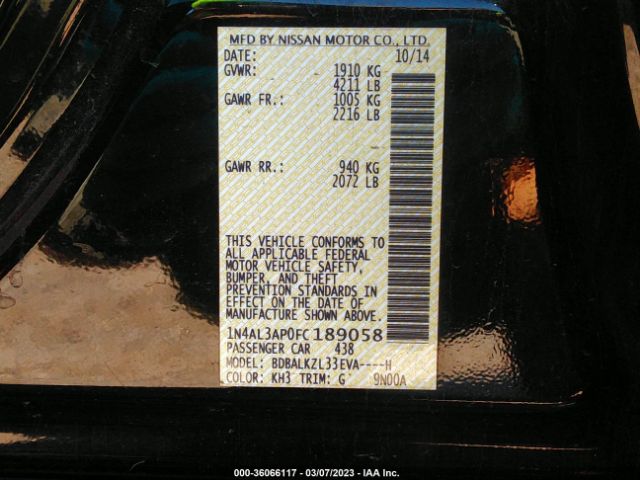 MFD BY NISSAN MOTOR CO., LTD.
DATE: 10/14
GVWR: 1910 KG
4211 LB
GAWR FR.: 1005 KG
2216 LB
GAWR RR.: 940 KG
2072 LB
THIS VEHICLE CONFORMS TO
ALL APPLICABLE FEDERAL
MOTOR VEHICLE SAFETY,
BUMPER, AND THEFT
PREVENTION STANDARDS IN
EFFECT ON THE DATE OF
MANUFACTURE SHOWN ABOVE.
1N4AL3AP0FC189058
PASSENGER CAR 438
MODEL: BDBALKZL33EVA----H
COLOR: KH3 TRIM: G 9N00A
000-36066117 - 03/07/2023 - IAA Inc.